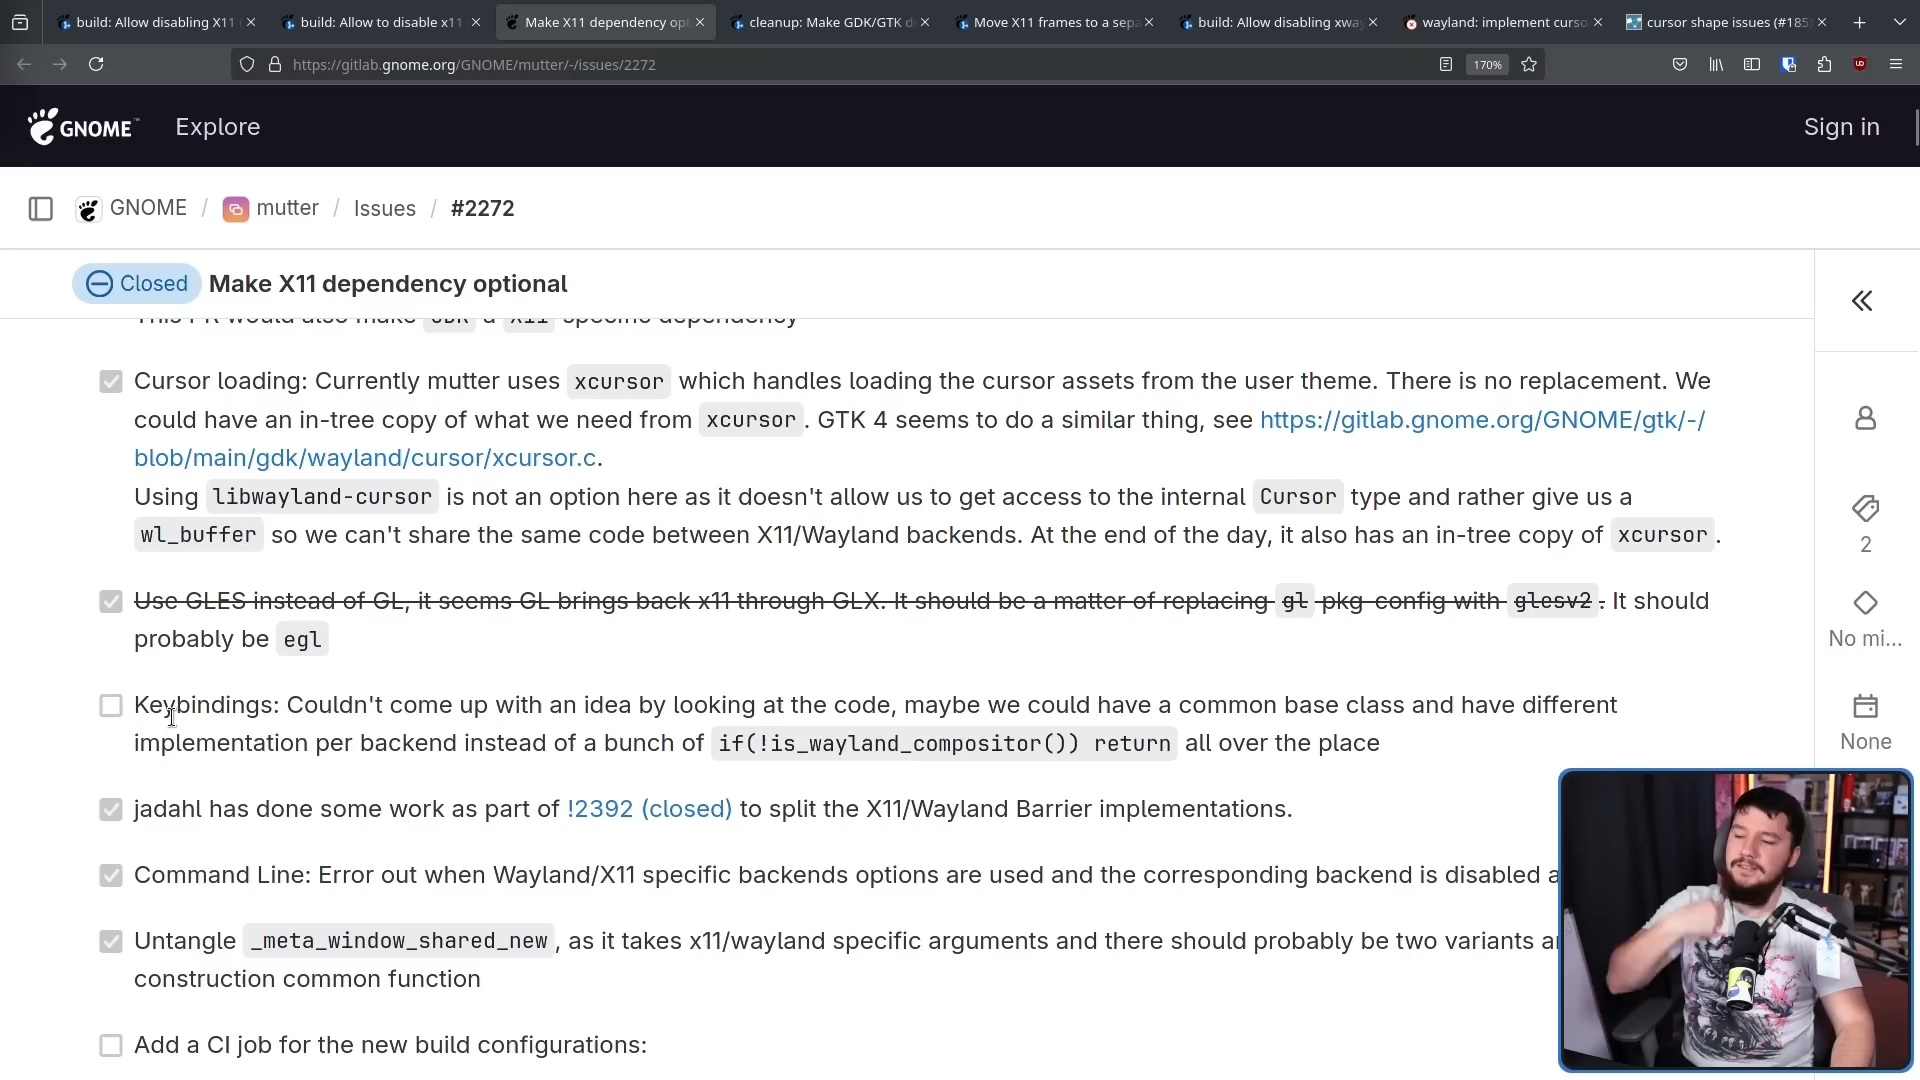 build: Allow disabling X11
build: Allow to disable x11
Make X11 dependency opt
cleanup: Make GDK/GTK d
Move X11 frames to a sepa
build: Allow disabling xway
wayland: implement curso
cursor shape issues (#185
https://gitlab.gnome.org/GNOME/mutter/-/issues/2272
170%
GNOME™
Explore
Sign in
GNOME / mutter / Issues / #2272
Closed Make X11 dependency optional
This PR would also make GDK a X11 specific dependency
Cursor loading: Currently mutter uses xcursor which handles loading the cursor assets from the user theme. There is no replacement. We
could have an in-tree copy of what we need from xcursor. GTK 4 seems to do a similar thing, see https://gitlab.gnome.org/GNOME/gtk/-/
blob/main/gdk/wayland/cursor/xcursor.c.
Using libwayland-cursor is not an option here as it doesn't allow us to get access to the internal Cursor type and rather give us a
wl_buffer so we can't share the same code between X11/Wayland backends. At the end of the day, it also has an in-tree copy of xcursor.
Use GLES instead of GL, it seems GL brings back x11 through GLX. It should be a matter of replacing gl pkg-config with glesv2. It should
probably be egl
Keybindings: Couldn't come up with an idea by looking at the code, maybe we could have a common base class and have different
implementation per backend instead of a bunch of if(!is_wayland_compositor()) return all over the place
jadahl has done some work as part of !2392 (closed) to split the X11/Wayland Barrier implementations.
Command Line: Error out when Wayland/X11 specific backends options are used and the corresponding backend is disabled a
Untangle _meta_window_shared_new, as it takes x11/wayland specific arguments and there should probably be two variants a
construction common function
Add a CI job for the new build configurations:
2
No mi...
None